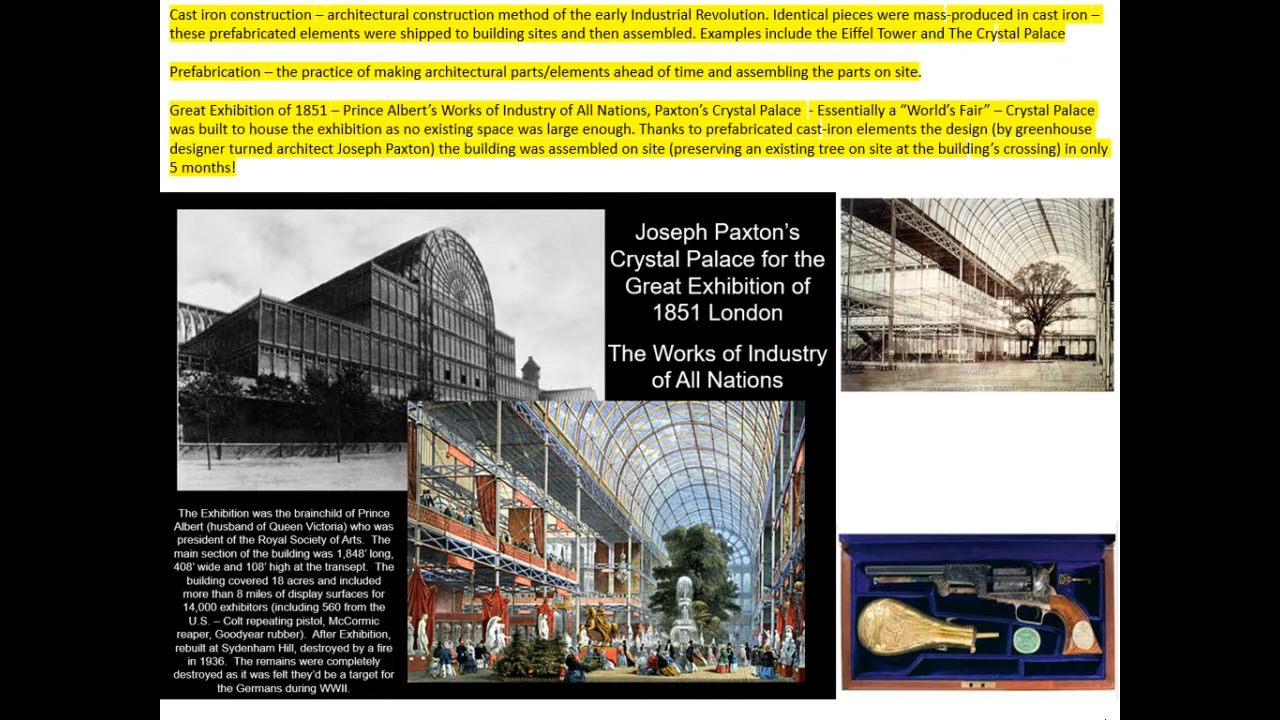 Cast iron construction – architectural construction method of the early Industrial Revolution. Identical pieces were mass-produced in cast iron –
these prefabricated elements were shipped to building sites and then assembled. Examples include the Eiffel Tower and The Crystal Palace
Prefabrication – the practice of making architectural parts/elements ahead of time and assembling the parts on site.
Great Exhibition of 1851 – Prince Albert's Works of Industry of All Nations, Paxton's Crystal Palace - Essentially a "World's Fair" – Crystal Palace
was built to house the exhibition as no existing space was large enough. Thanks to prefabricated cast-iron elements the design (by greenhouse
designer turned architect Joseph Paxton) the building was assembled on site (preserving an existing tree on site at the building's crossing) in only
5 months!
Joseph Paxton's
Crystal Palace for the
Great Exhibition of
1851 London
The Works of Industry
of All Nations
The Exhibition was the brainchild of Prince
Albert (husband of Queen Victoria) who was
president of the Royal Society of Arts. The
main section of the building was 1,848' long,
408' wide and 108' high at the transept. The
building covered 18 acres and included
more than 8 miles of display surfaces for
14,000 exhibitors (including 560 from the
U.S. – Colt repeating pistol, McCormic
reaper, Goodyear rubber). After Exhibition,
rebuilt at Sydenham Hill, destroyed by a fire
in 1936. The remains were completely
destroyed as it was felt they'd be a target for
the Germans during WWII.